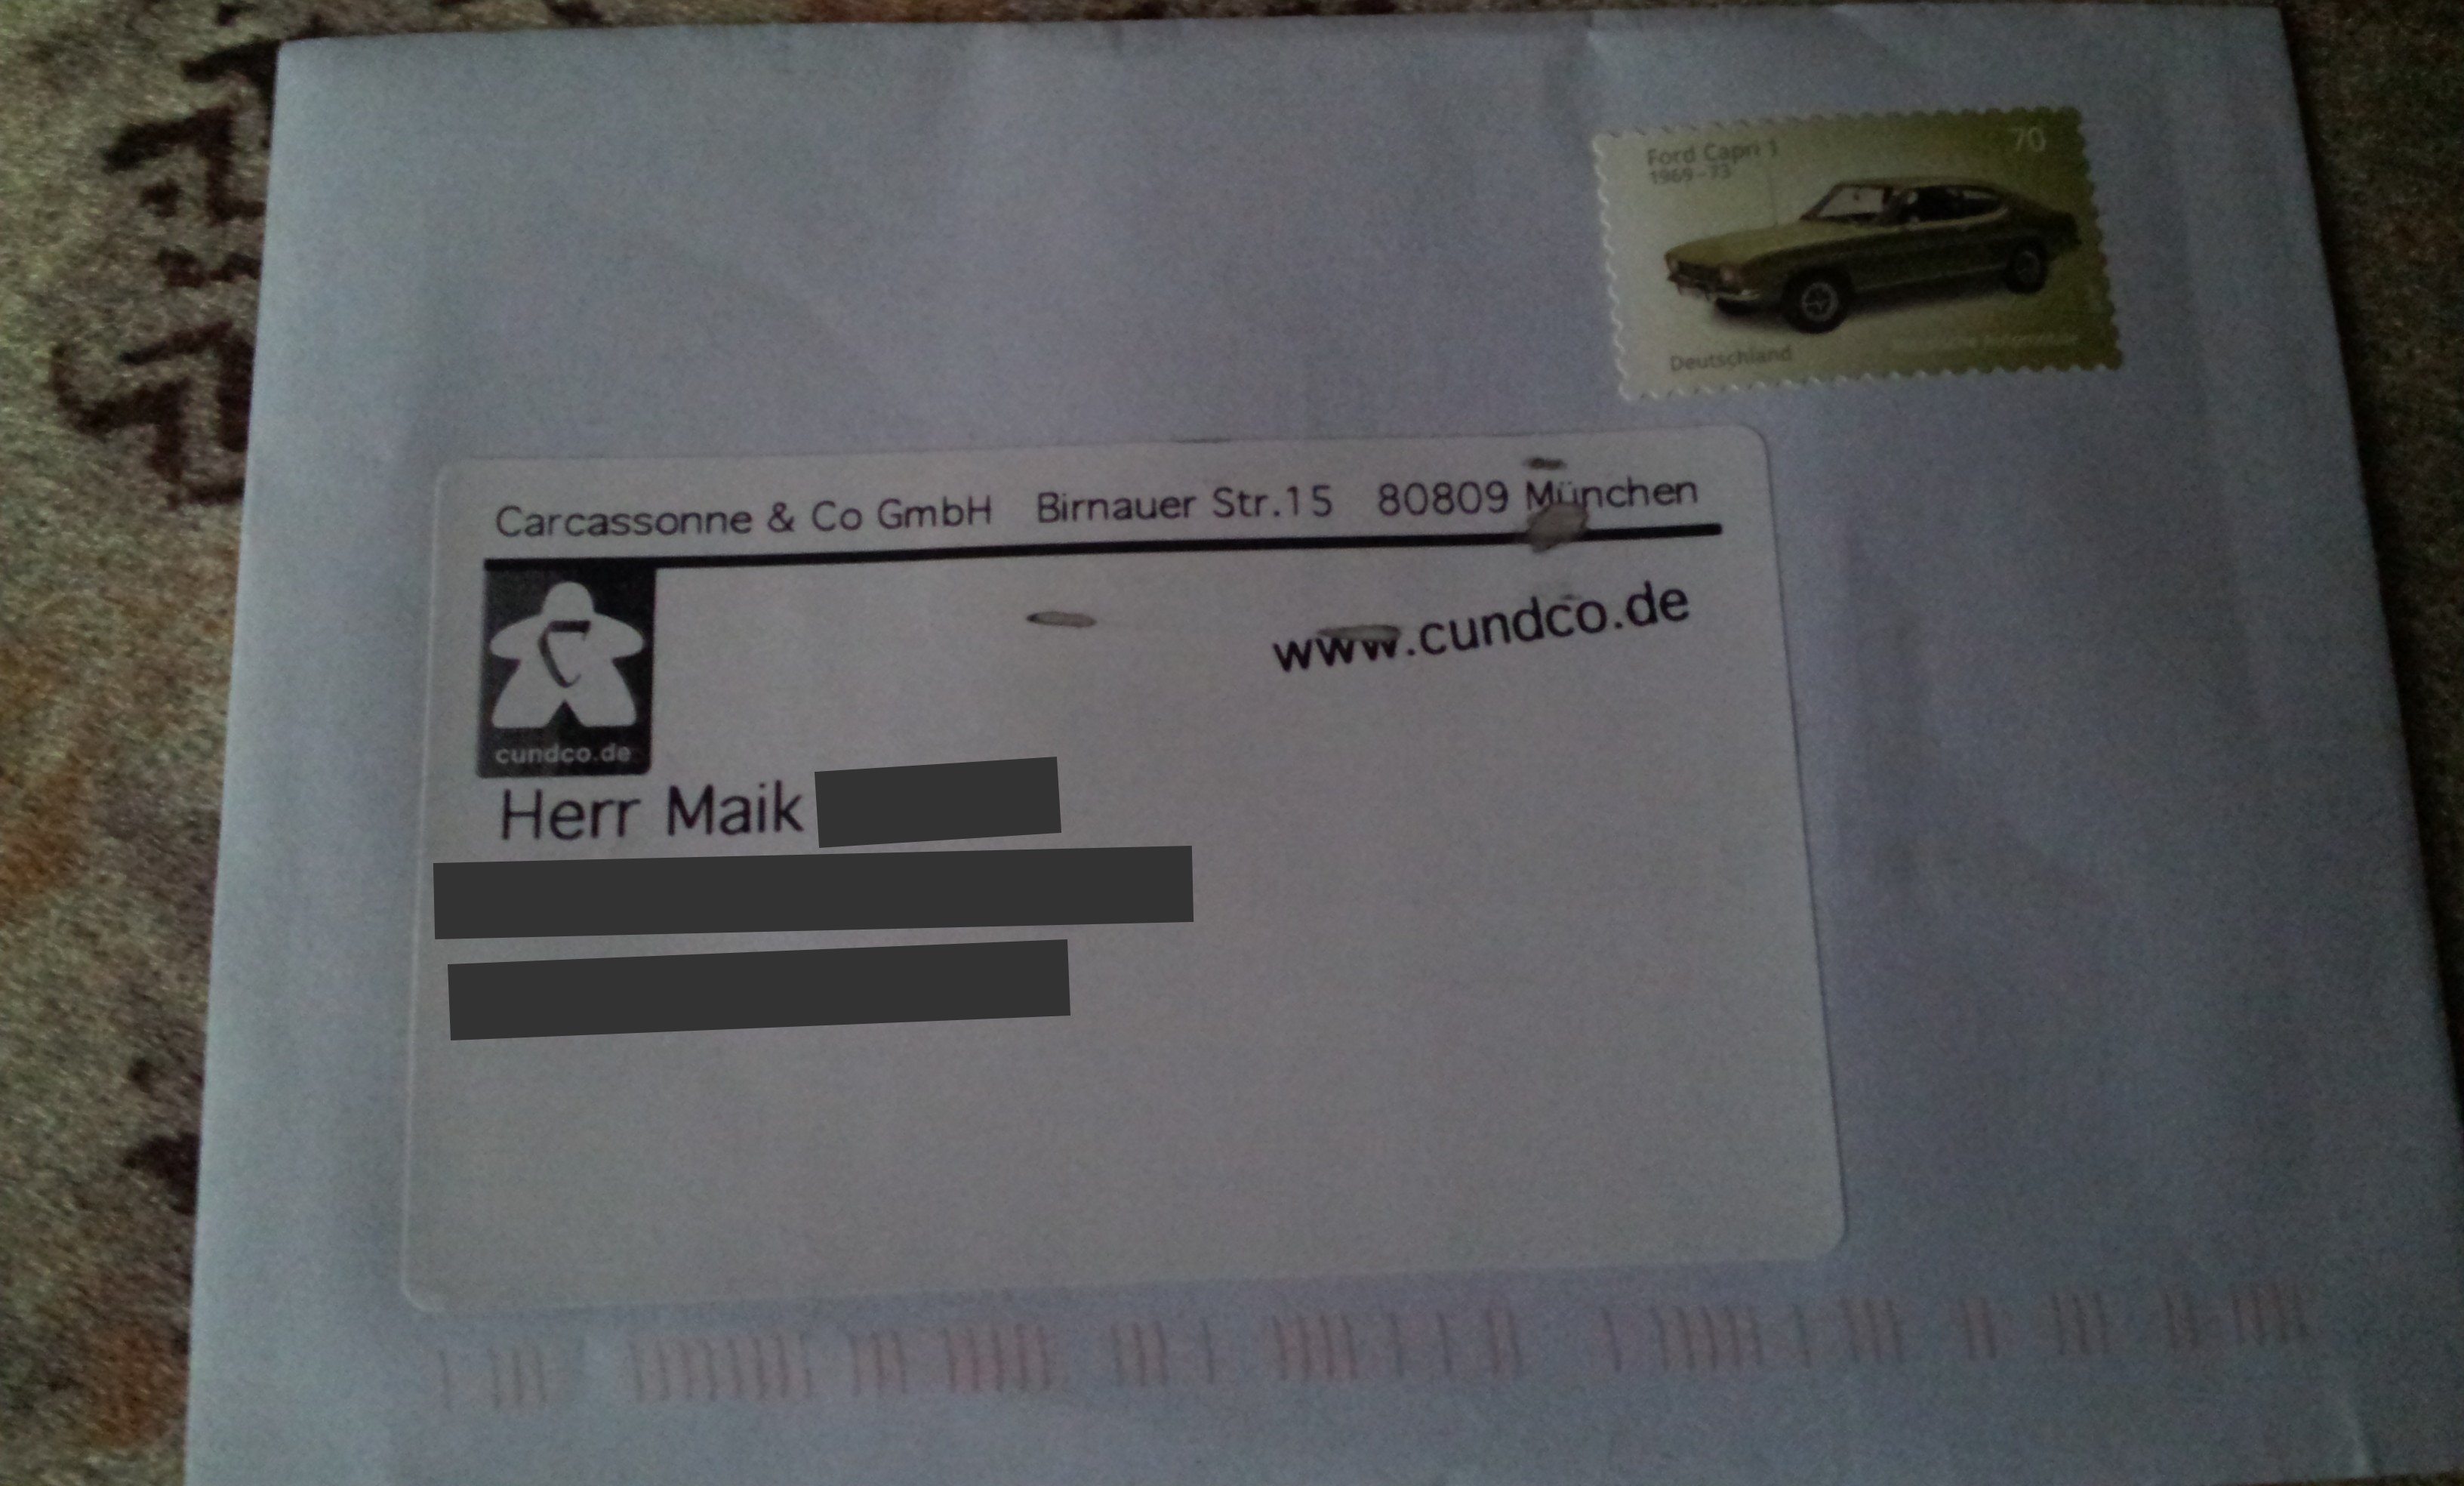 Ford Capri 1
1969-73
70
Deutschland
Carcassonne & Co GmbH Birnauer Str.15 80809 München
www.cundco.de
C
cundco.de
Herr Maik